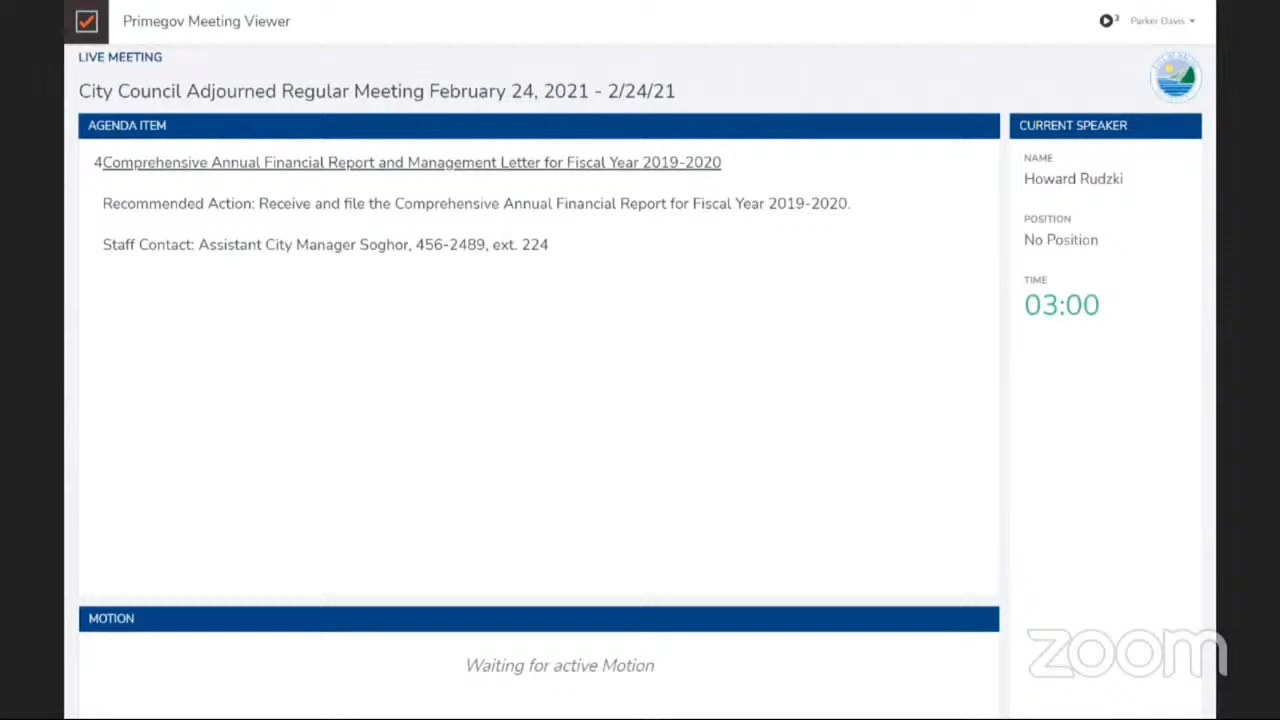 Primegov Meeting Viewer
3
Parker Davis
LIVE MEETING
City Council Adjourned Regular Meeting February 24, 2021 - 2/24/21
AGENDA ITEM
4Comprehensive Annual Financial Report and Management Letter for Fiscal Year 2019-2020
Recommended Action: Receive and file the Comprehensive Annual Financial Report for Fiscal Year 2019-2020.
Staff Contact: Assistant City Manager Soghor, 456-2489, ext. 224
CURRENT SPEAKER
NAME
Howard Rudzki
POSITION
No Position
TIME
03:00
MOTION
Waiting for active Motion
zoom